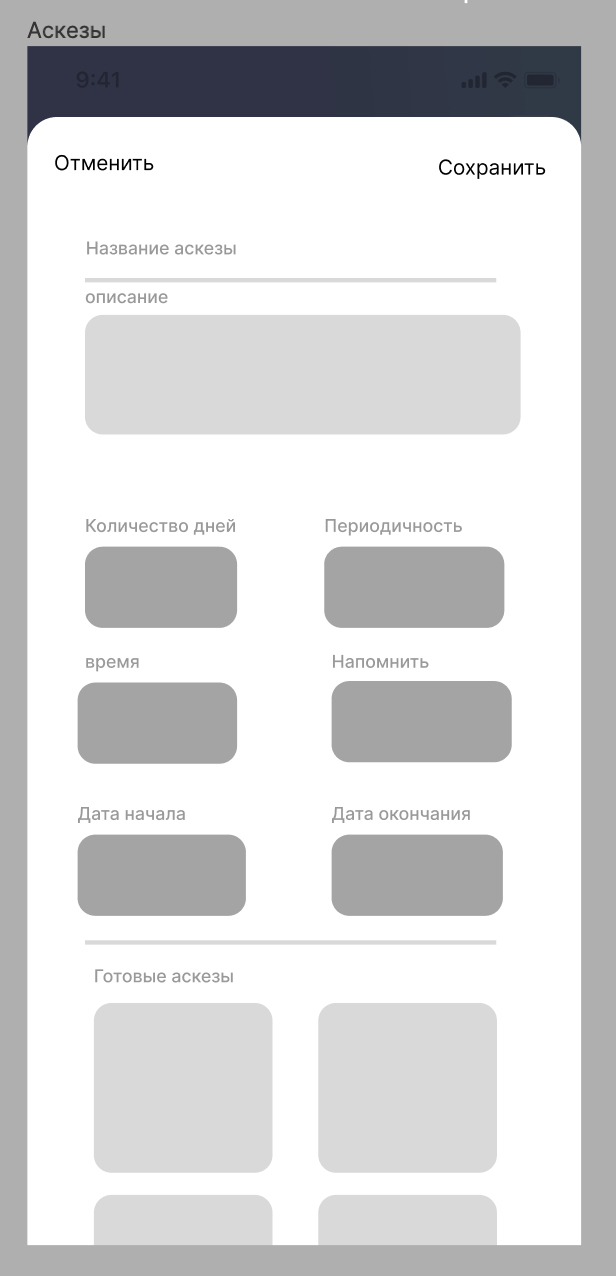 Аскезы
9:41
Отменить
Сохранить
Название аскезы
описание
Количество дней
Периодичность
время
Напомнить
Дата начала
Дата окончания
Готовые аскезы